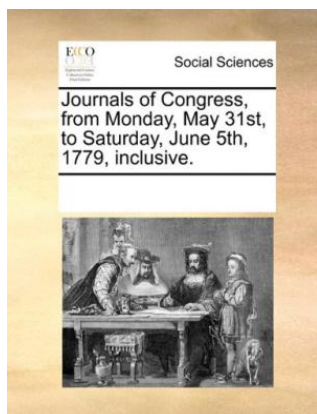 ECCO
Social Sciences
Journals of Congress,
from Monday, May 31st,
to Saturday, June 5th,
1779, inclusive.